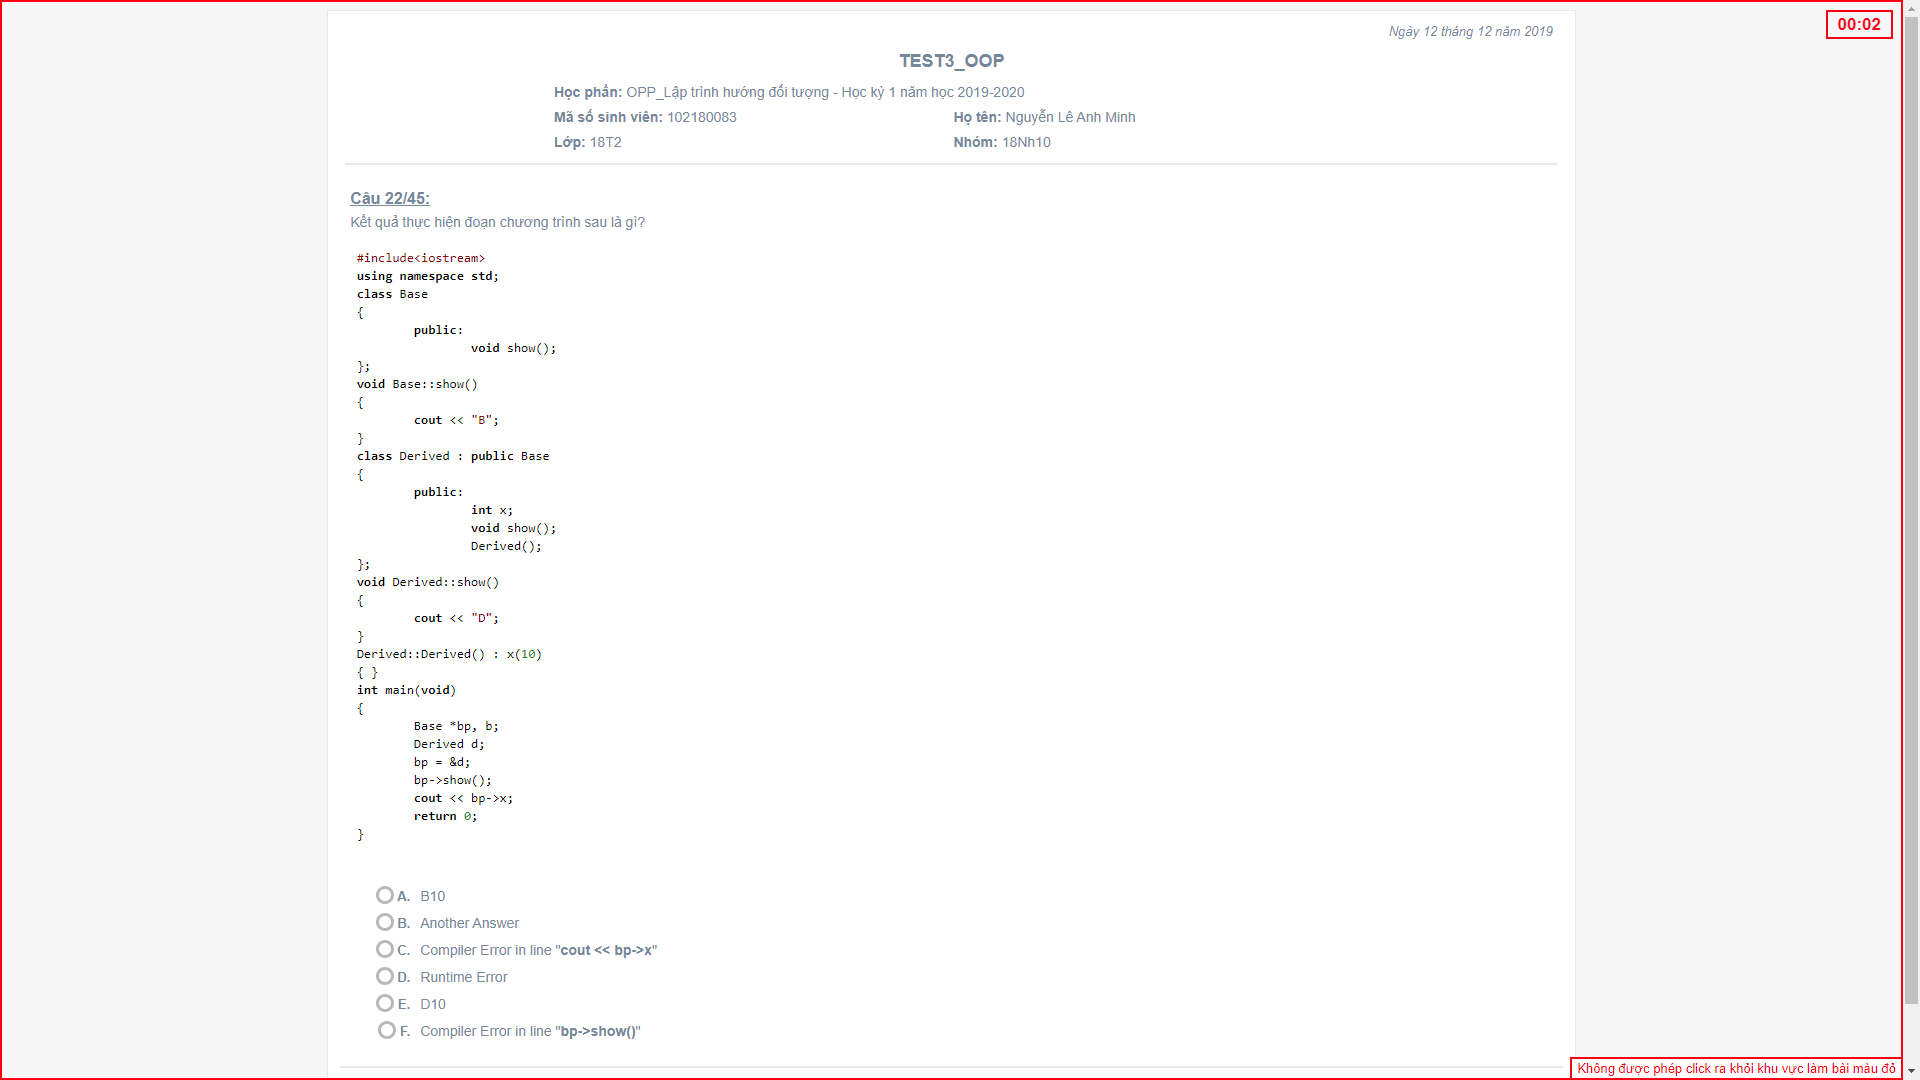 Ngày 12 tháng 12 năm 2019
00:02
TEST3_OOP
Học phần: OPP_Lập trình hướng đối tượng - Học kỳ 1 năm học 2019-2020
Mã số sinh viên: 102180083 Họ tên: Nguyễn Lê Anh Minh
Lớp: 18T2 Nhóm: 18Nh10
Câu 22/45:
Kết quả thực hiện đoạn chương trình sau là gì?
#include<iostream>
using namespace std;
class Base
{
public:
void show();
};
void Base::show()
{
cout << "B";
}
class Derived : public Base
{
public:
int x;
void show();
Derived();
};
void Derived::show()
{
cout << "D";
}
Derived::Derived() : x(10)
{ }
int main(void)
{
Base *bp, b;
Derived d;
bp = &d;
bp->show();
cout << bp->x;
return 0;
}
A. B10
B. Another Answer
C. Compiler Error in line "cout << bp->x"
D. Runtime Error
E. D10
F. Compiler Error in line "bp->show()"
Không được phép click ra khỏi khu vực làm bài màu đỏ